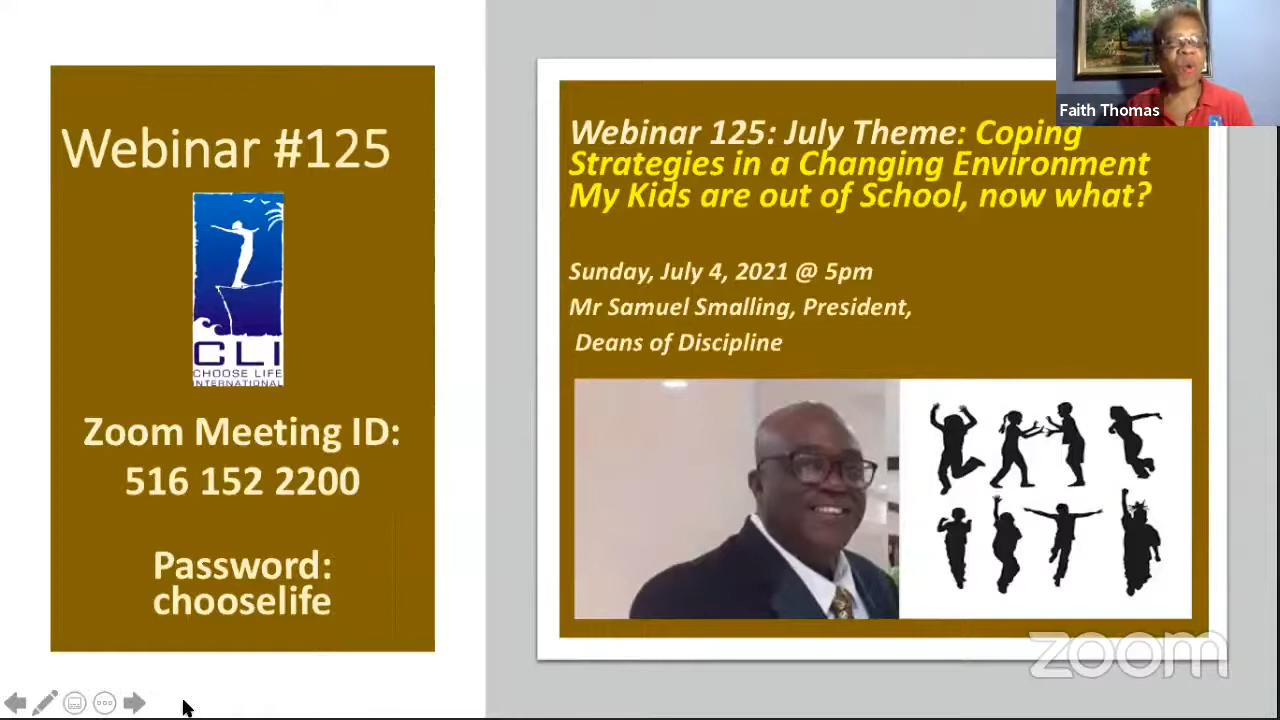 Webinar #125
CLI
CHOOSE LIFE
INTERNATIONAL
Zoom Meeting ID:
516 152 2200
Password:
chooselife
Faith Thomas
Webinar 125: July Theme: Coping
Strategies in a Changing Environment
My Kids are out of School, now what?
Sunday, July 4, 2021 @ 5pm
Mr Samuel Smalling, President,
Deans of Discipline
zoom